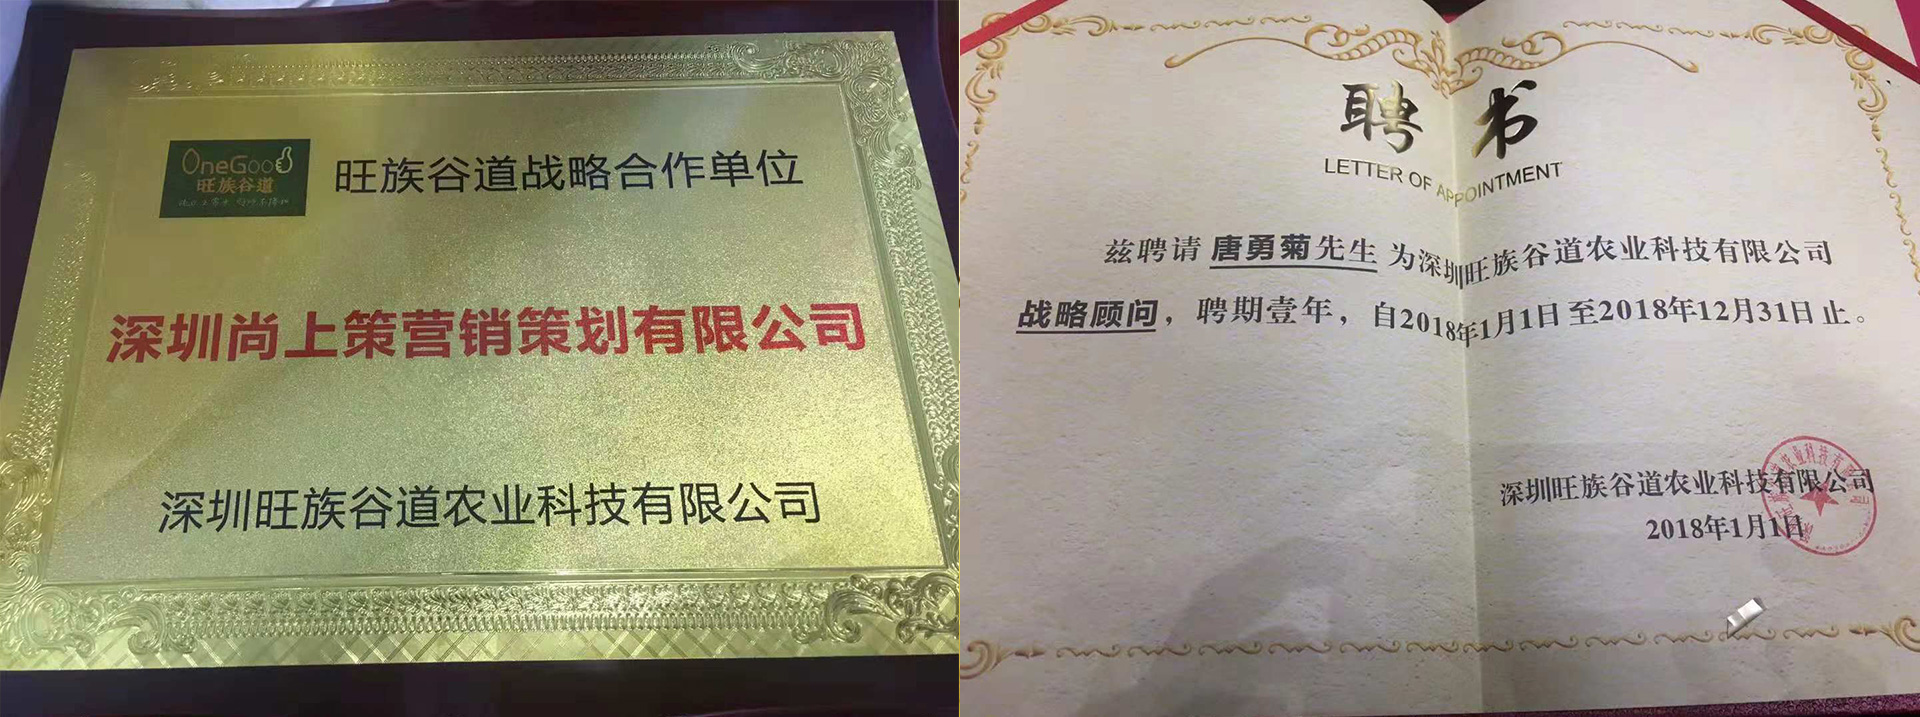 OneGood
旺族谷道
旺族谷道战略合作单位
深圳尚上策营销策划有限公司
深圳旺族谷道农业科技有限公司
聘书
LETTER OF APPOINTMENT
兹聘请 唐勇菊先生 为深圳旺族谷道农业科技有限公司
战略顾问，聘期壹年，自2018年1月1日至2018年12月31日止。
深圳旺族谷道农业科技有限公司
2018年1月1日